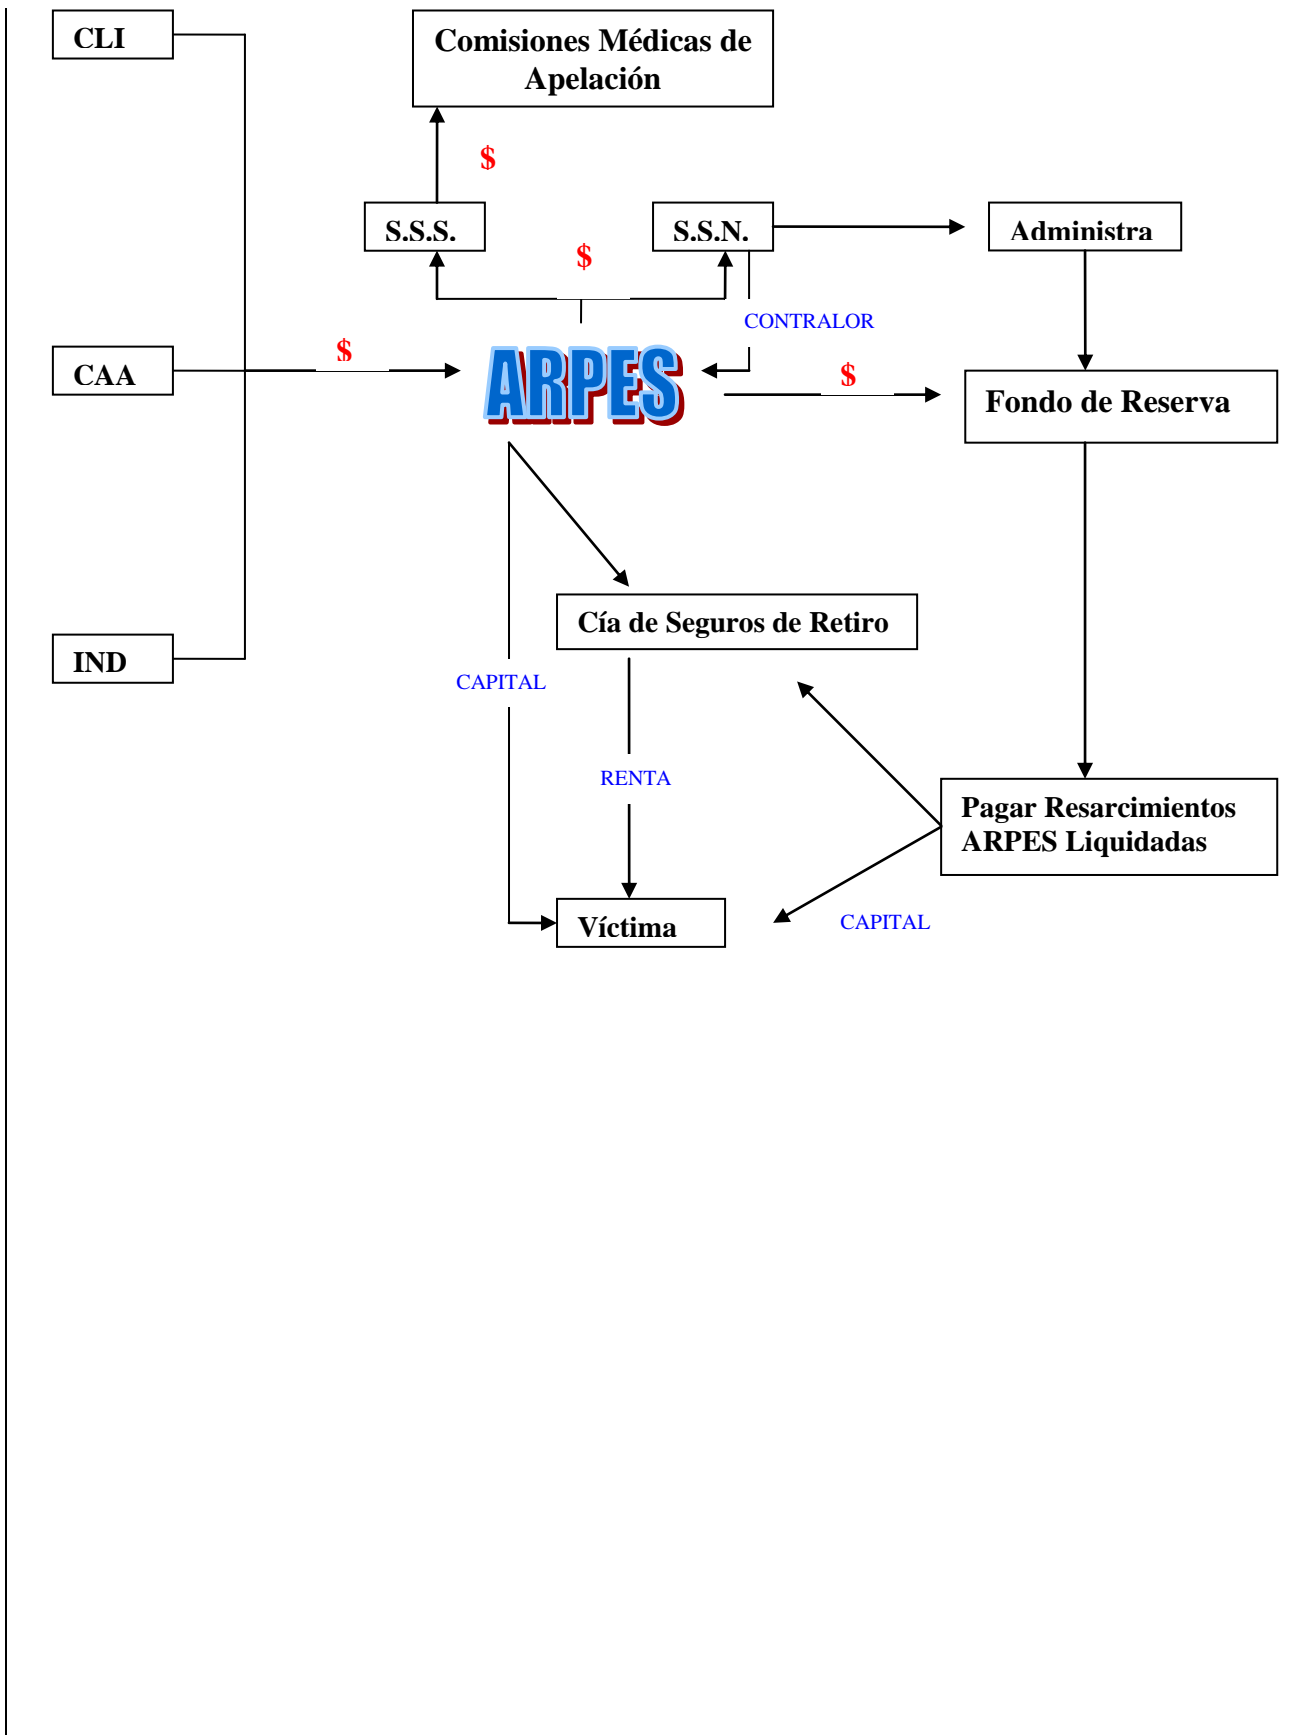 CLI
Comisiones Médicas de
Apelación
$
S.S.S.
S.S.N.
Administra
$
CONTRALOR
CAA
$
ARPES
$
Fondo de Reserva
Cía de Seguros de Retiro
IND
CAPITAL
RENTA
Pagar Resarcimientos
ARPES Liquidadas
Víctima
CAPITAL